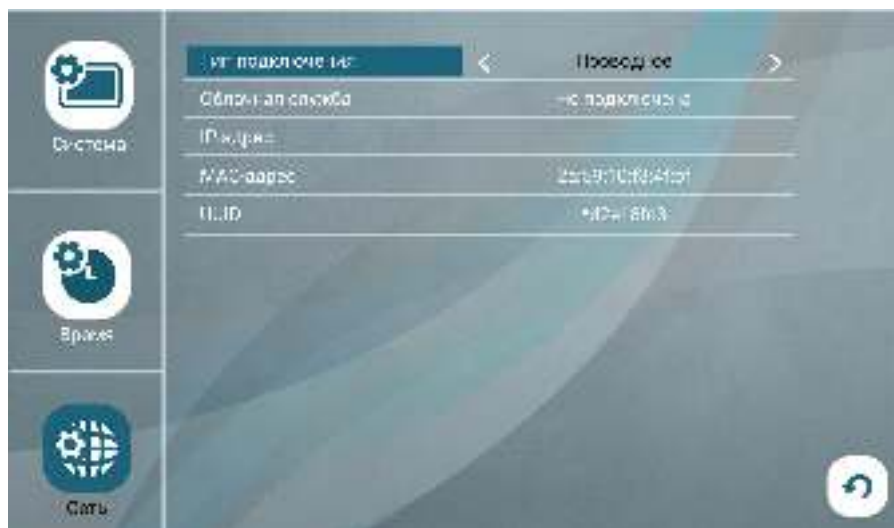 Система
Тип подключения
Проводное
Облачная служба
Не подключена
IP-адрес
MAC-адрес
UUID
Время
Сеть